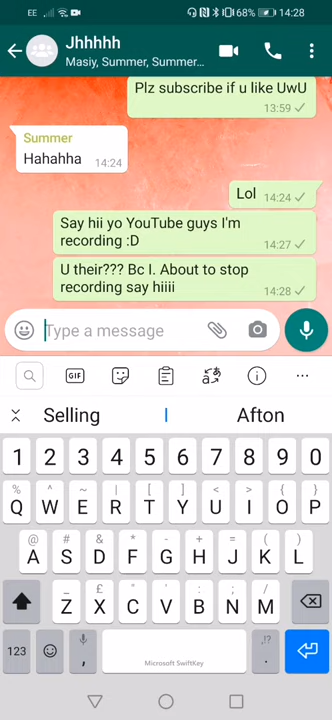 EE 68% 14:28
Jhhhhh
Masiy, Summer, Summer...
Plz subscribe if u like UwU
13:59
Summer
Hahahha 14:24
Lol 14:24
Say hii yo YouTube guys I'm
recording :D 14:27
U their??? Bc I. About to stop
recording say hiiii 14:28
Type a message
GIF
Selling I Afton
1 2 3 4 5 6 7 8 9 0
% ^ ~ | [ ] < > { }
Q W E R T Y U I O P
@ # & * - + = ( )
A S D F G H J K L
_ £ " ' : ; /
Z X C V B N M
,!?
123 , Microsoft SwiftKey .